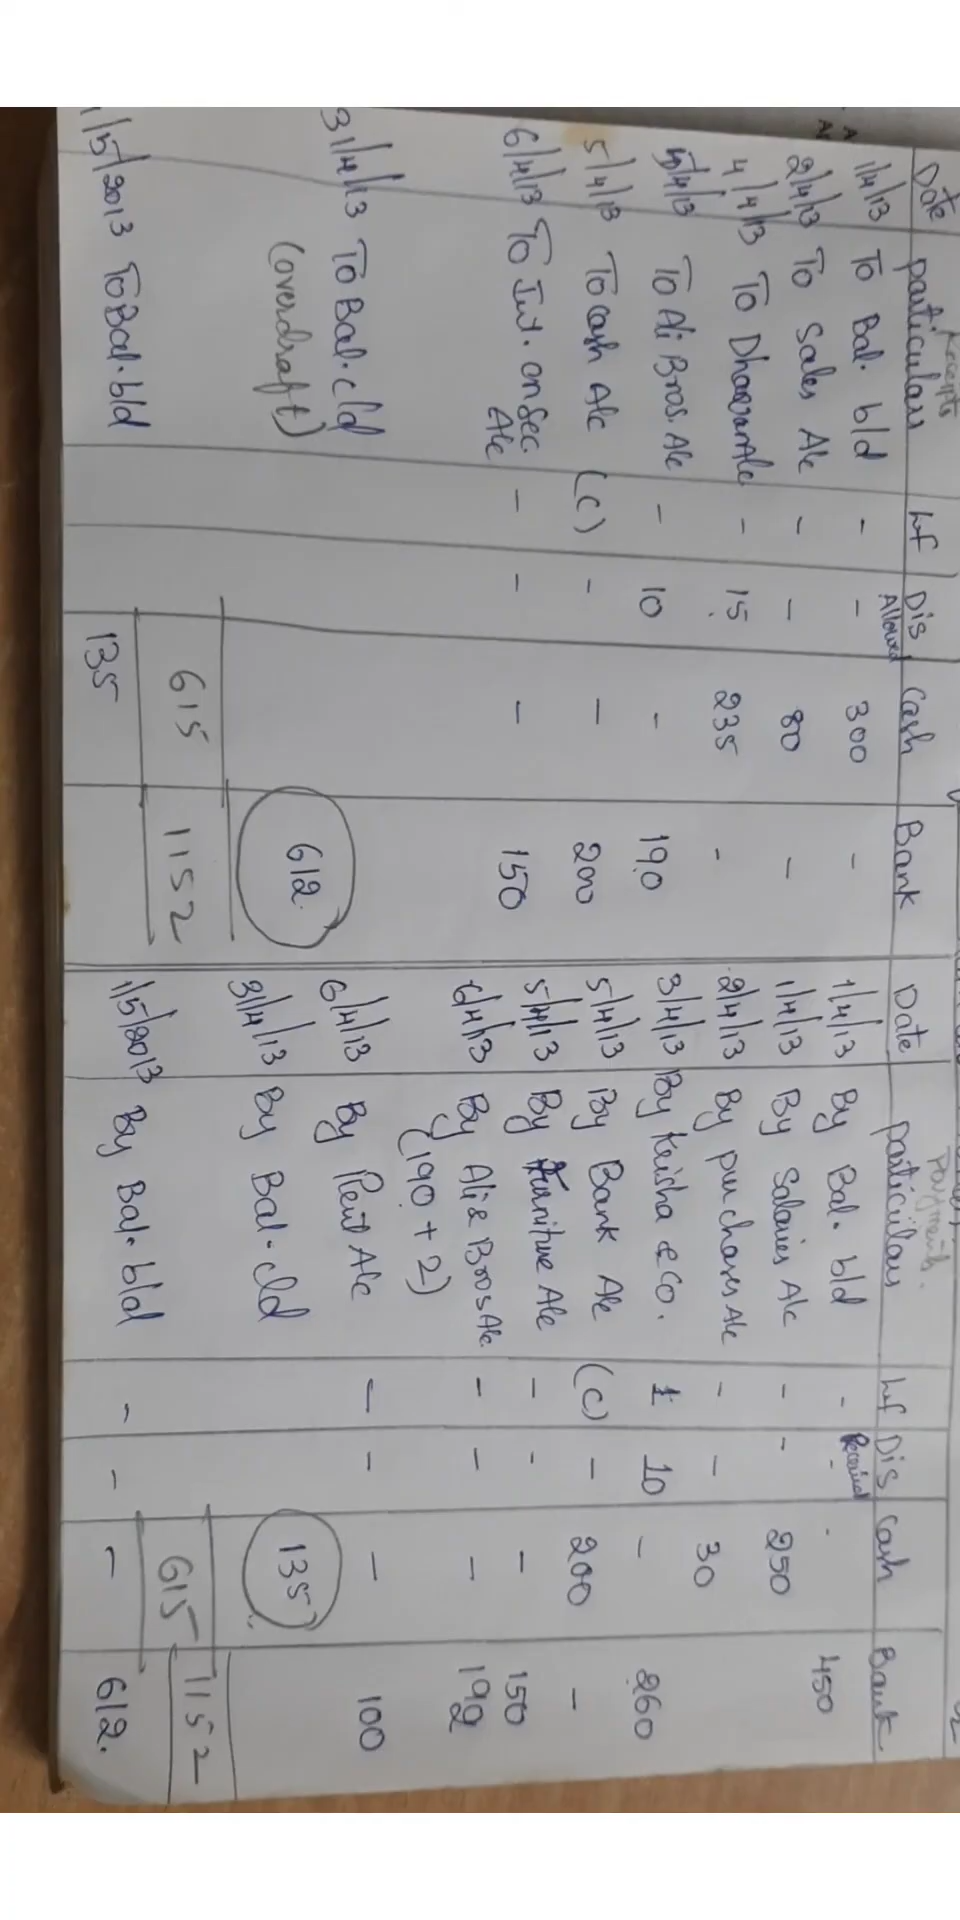 Receipts Payments.
Date particulars Lf Dis Allowed Cash Bank Date particulars Lf Dis Received Cash Bank
1/4/13 To Bal. b/d - - 300 - 1/4/13 By Bal. b/d - - 450
2/4/13 To Sales A/c - - 80 - 1/4/13 By Salaries A/c - - 250
4/4/13 To A/c - 15 235 - 2/4/13 By purchases A/c - - 30
5/4/13 To Ali Bros. A/c - 10 - 190 3/4/13 By & Co. 10 - 260
5/4/13 To Cash A/c (C) - - 200 5/4/13 By Bank A/c (C) - 200 -
6/4/13 To Int. on Sec. A/c - - - 150 5/4/13 By Furniture A/c - - - 150
6/4/13 By Ali & Bros A/c - - - 192
(190 + 2)
31/4/13 To Bal. c/d 612. 6/4/13 By Rent A/c - - - 100
(overdraft)
31/4/13 By Bal. c/d 135
615 1152 615 1152
1/5/2013 To Bal. b/d 135 1/5/2013 By Bal. b/d - - - 612.